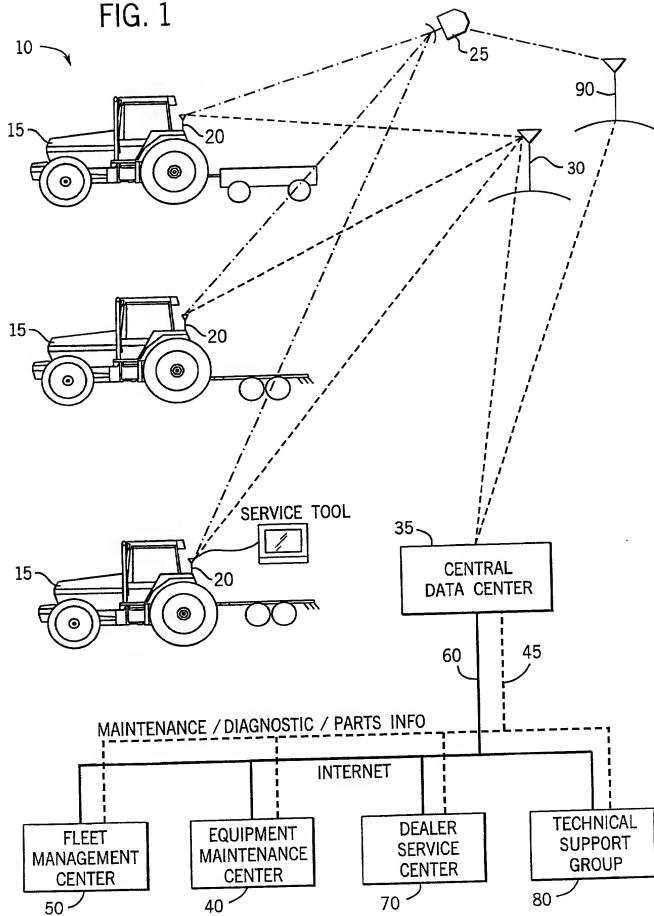 FIG. 1
10
25
90
15
20
30
15
20
SERVICE TOOL
15
20
35
CENTRAL
DATA CENTER
60
45
MAINTENANCE / DIAGNOSTIC / PARTS INFO
INTERNET
FLEET
MANAGEMENT
CENTER
EQUIPMENT
MAINTENANCE
CENTER
DEALER
SERVICE
CENTER
TECHNICAL
SUPPORT
GROUP
50
40
70
80